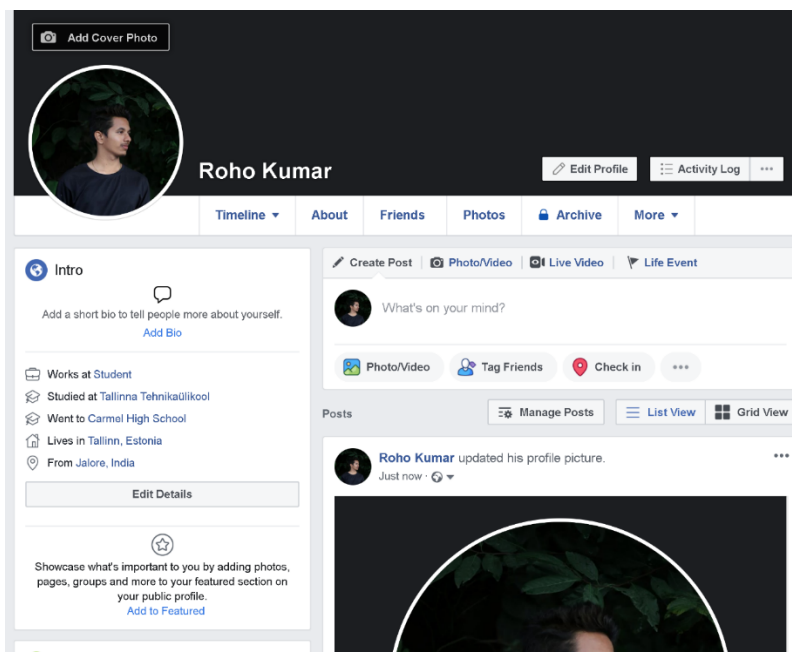 Add Cover Photo
Roho Kumar
Edit Profile
Activity Log
Timeline
About
Friends
Photos
Archive
More
Intro
Add a short bio to tell people more about yourself.
Add Bio
Works at Student
Studied at Tallinna Tehnikaülikool
Went to Carmel High School
Lives in Tallinn, Estonia
From Jalore, India
Edit Details
Showcase what's important to you by adding photos,
pages, groups and more to your featured section on
your public profile.
Add to Featured
Create Post
Photo/Video
Live Video
Life Event
What's on your mind?
Photo/Video
Tag Friends
Check in
Posts
Manage Posts
List View
Grid View
Roho Kumar updated his profile picture.
Just now ·